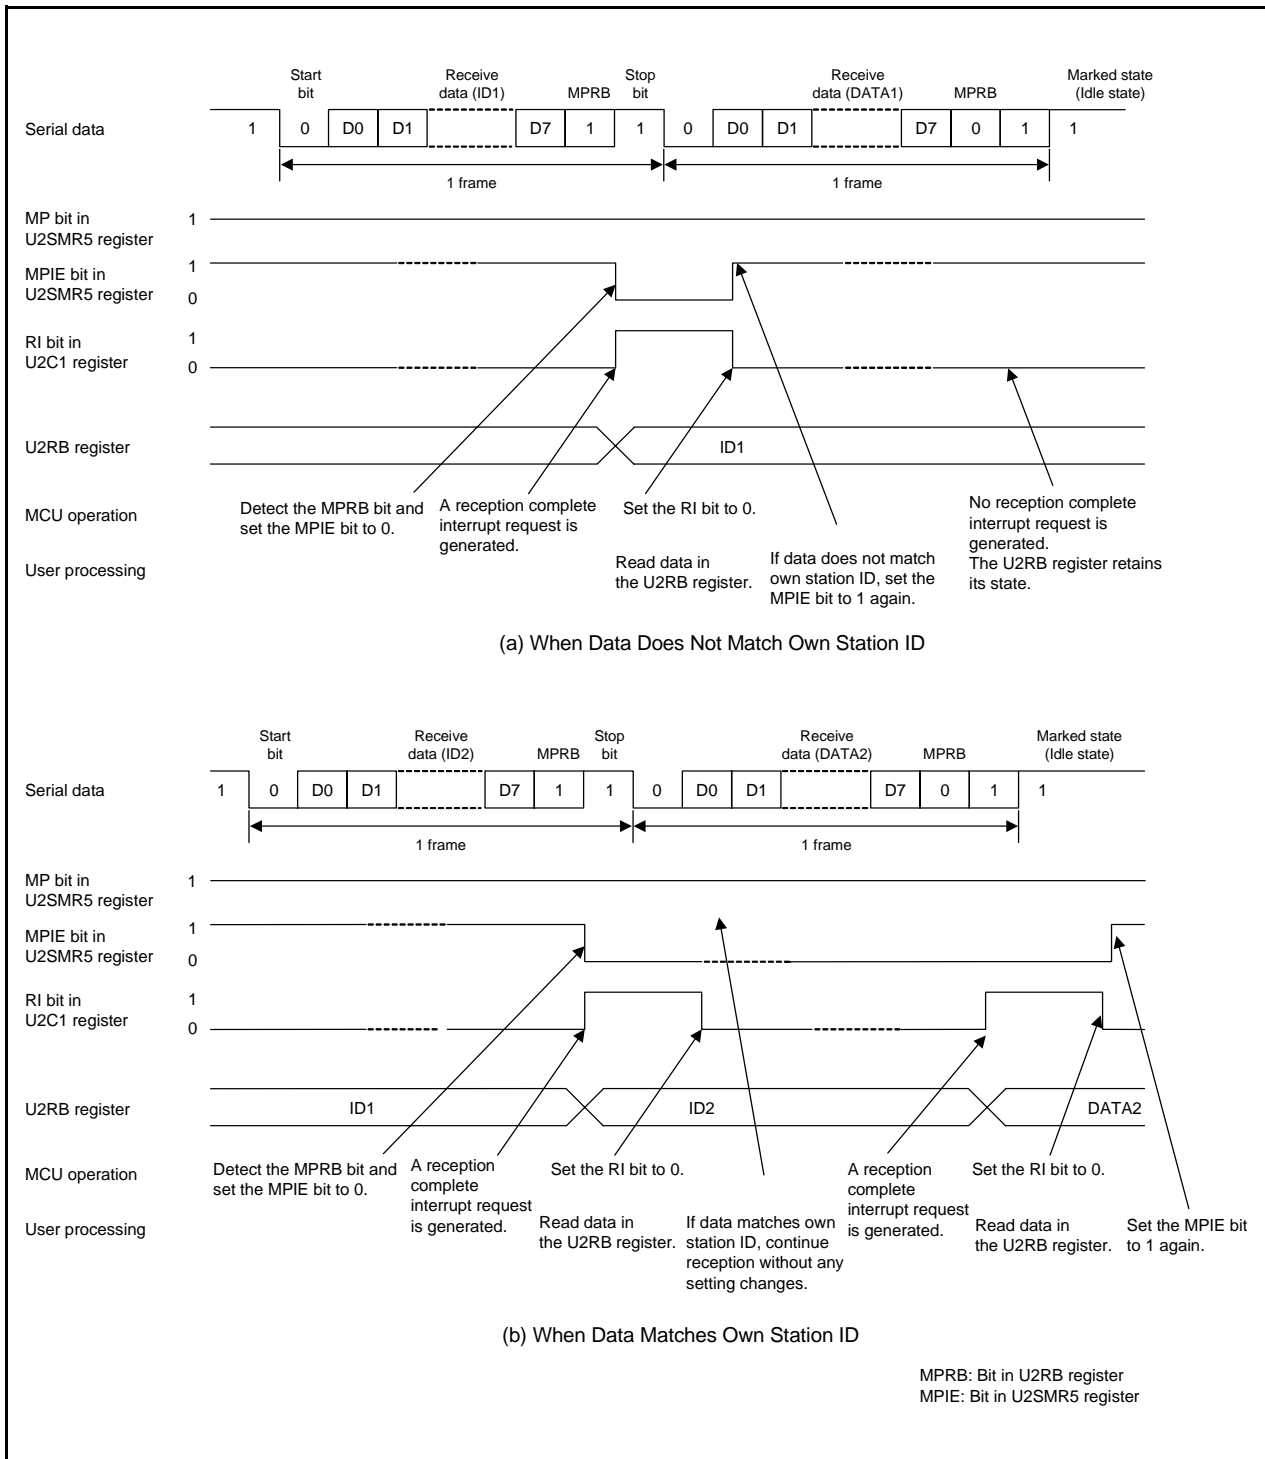 Start
bit
Receive
data (ID1)
MPRB
Stop
bit
Receive
data (DATA1)
MPRB
Marked state
(Idle state)
Serial data
1 0 D0 D1 D7 1 1 0 D0 D1 D7 0 1 1
1 frame 1 frame
MP bit in
U2SMR5 register
1
MPIE bit in
U2SMR5 register
1
0
RI bit in
U2C1 register
1
0
U2RB register
ID1
MCU operation
Detect the MPRB bit and
set the MPIE bit to 0.
A reception complete
interrupt request is
generated.
Set the RI bit to 0.
No reception complete
interrupt request is
generated.
The U2RB register retains
its state.
User processing
Read data in
the U2RB register.
If data does not match
own station ID, set the
MPIE bit to 1 again.
(a) When Data Does Not Match Own Station ID
Start
bit
Receive
data (ID2)
MPRB
Stop
bit
Receive
data (DATA2)
MPRB
Marked state
(Idle state)
Serial data
1 0 D0 D1 D7 1 1 0 D0 D1 D7 0 1 1
1 frame 1 frame
MP bit in
U2SMR5 register
1
MPIE bit in
U2SMR5 register
1
0
RI bit in
U2C1 register
1
0
U2RB register
ID1 ID2 DATA2
MCU operation
Detect the MPRB bit and
set the MPIE bit to 0.
A reception
complete
interrupt request
is generated.
Set the RI bit to 0.
A reception
complete
interrupt request
is generated.
Set the RI bit to 0.
User processing
Read data in
the U2RB register.
If data matches own
station ID, continue
reception without any
setting changes.
Read data in
the U2RB register.
Set the MPIE bit
to 1 again.
(b) When Data Matches Own Station ID
MPRB: Bit in U2RB register
MPIE: Bit in U2SMR5 register